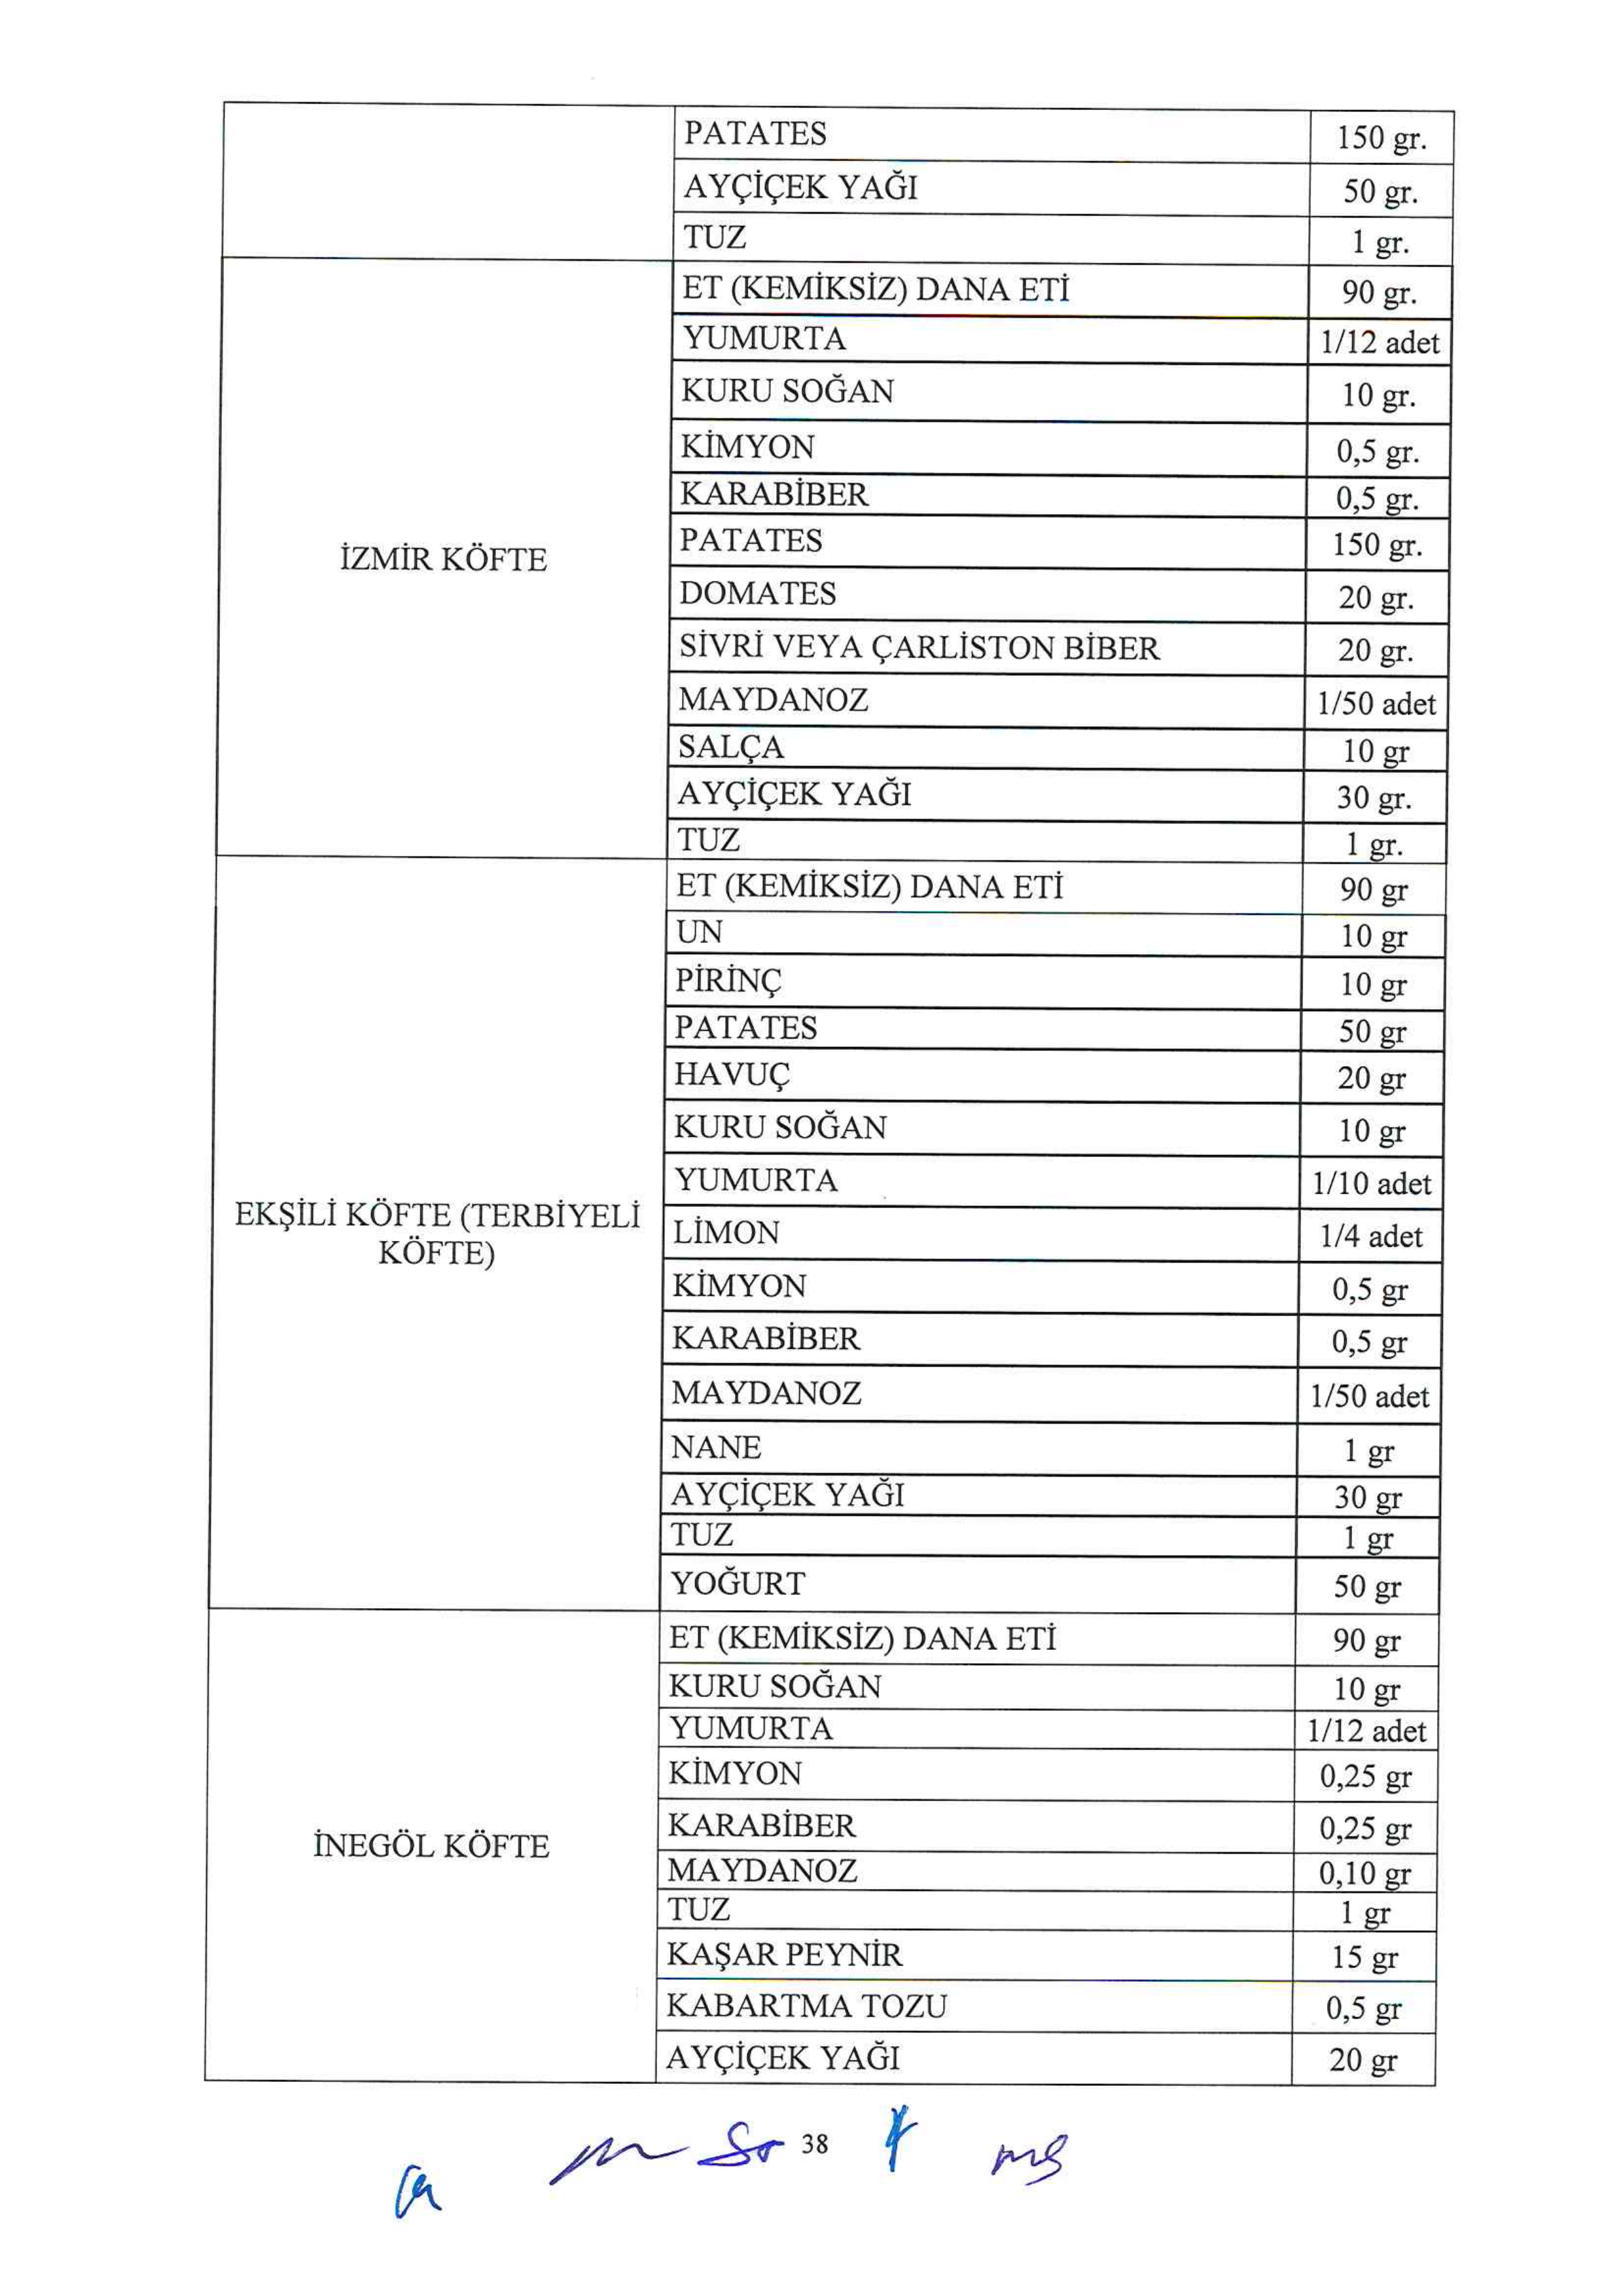 PATATES 150 gr.
AYÇİÇEK YAĞI 50 gr.
TUZ 1 gr.
İZMİR KÖFTE
ET (KEMİKSİZ) DANA ETİ 90 gr.
YUMURTA 1/12 adet
KURU SOĞAN 10 gr.
KİMYON 0,5 gr.
KARABİBER 0,5 gr.
PATATES 150 gr.
DOMATES 20 gr.
SİVRİ VEYA ÇARLİSTON BİBER 20 gr.
MAYDANOZ 1/50 adet
SALÇA 10 gr
AYÇİÇEK YAĞI 30 gr.
TUZ 1 gr.
EKŞİLİ KÖFTE (TERBİYELİ
KÖFTE)
ET (KEMİKSİZ) DANA ETİ 90 gr
UN 10 gr
PİRİNÇ 10 gr
PATATES 50 gr
HAVUÇ 20 gr
KURU SOĞAN 10 gr
YUMURTA 1/10 adet
LİMON 1/4 adet
KİMYON 0,5 gr
KARABİBER 0,5 gr
MAYDANOZ 1/50 adet
NANE 1 gr
AYÇİÇEK YAĞI 30 gr
TUZ 1 gr
YOĞURT 50 gr
İNEGÖL KÖFTE
ET (KEMİKSİZ) DANA ETİ 90 gr
KURU SOĞAN 10 gr
YUMURTA 1/12 adet
KİMYON 0,25 gr
KARABİBER 0,25 gr
MAYDANOZ 0,10 gr
TUZ 1 gr
KAŞAR PEYNİR 15 gr
KABARTMA TOZU 0,5 gr
AYÇİÇEK YAĞI 20 gr
38